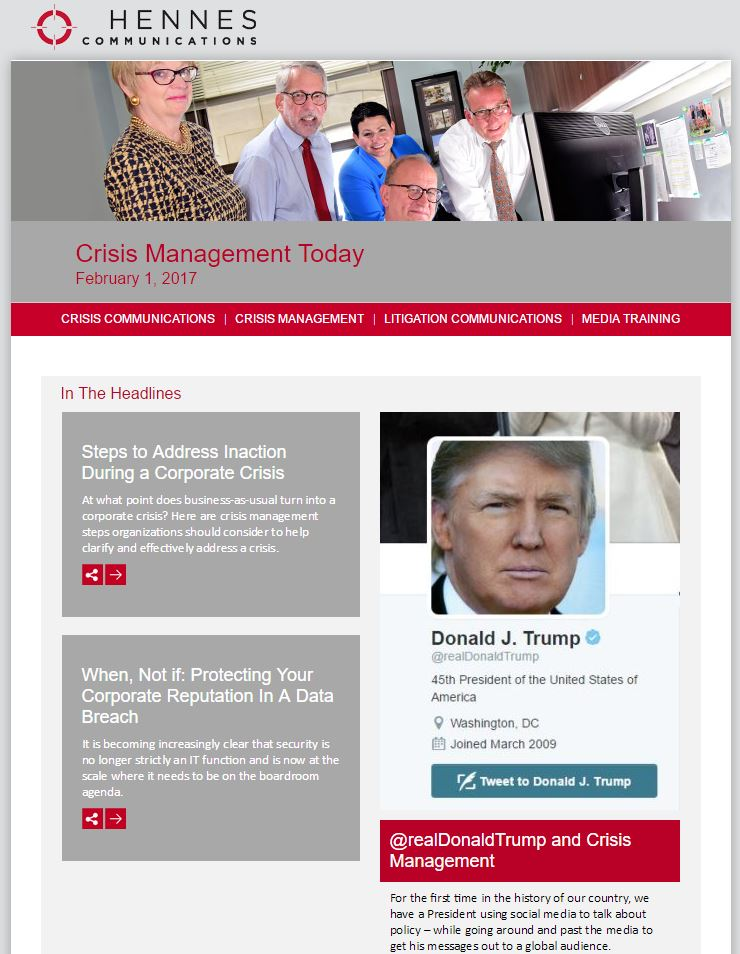 HENNES
COMMUNICATIONS
Crisis Management Today
February 1, 2017
CRISIS COMMUNICATIONS | CRISIS MANAGEMENT | LITIGATION COMMUNICATIONS | MEDIA TRAINING
In The Headlines
Steps to Address Inaction
During a Corporate Crisis
At what point does business-as-usual turn into a
corporate crisis? Here are crisis management
steps organizations should consider to help
clarify and effectively address a crisis.
When, Not if: Protecting Your
Corporate Reputation In A Data
Breach
It is becoming increasingly clear that security is
no longer strictly an IT function and is now at the
scale where it needs to be on the boardroom
agenda.
Donald J. Trump
@realDonaldTrump
45th President of the United States of
America
Washington, DC
Joined March 2009
Tweet to Donald J. Trump
@realDonaldTrump and Crisis
Management
For the first time in the history of our country, we
have a President using social media to talk about
policy – while going around and past the media to
get his messages out to a global audience.